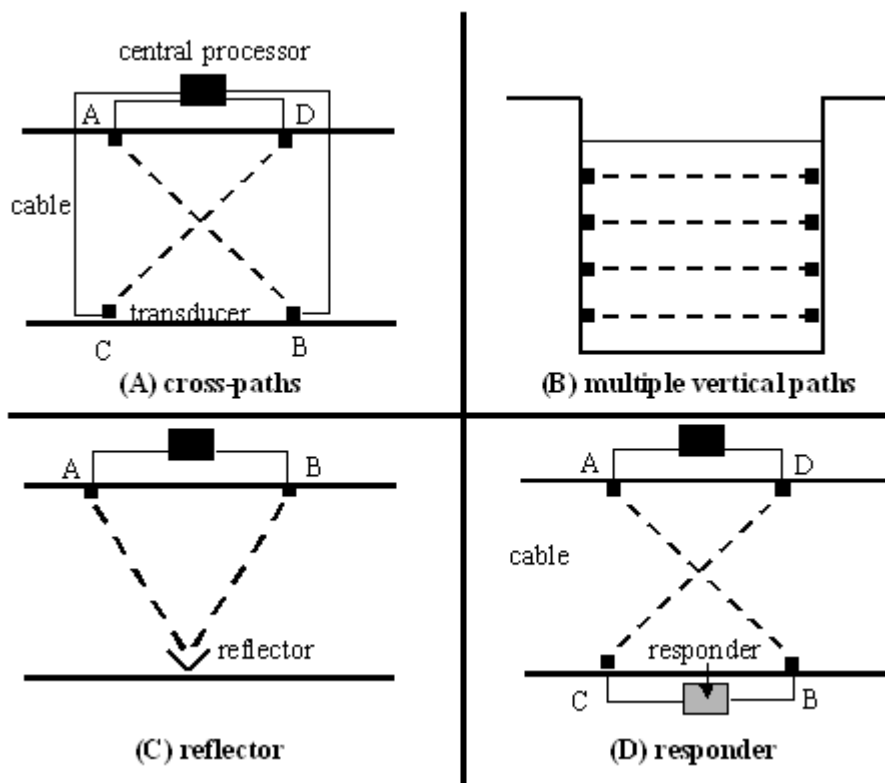 central processor
A
D
cable
transducer
C
B
(A) cross-paths
(B) multiple vertical paths
A
B
reflector
(C) reflector
A
D
cable
responder
C
B
(D) responder